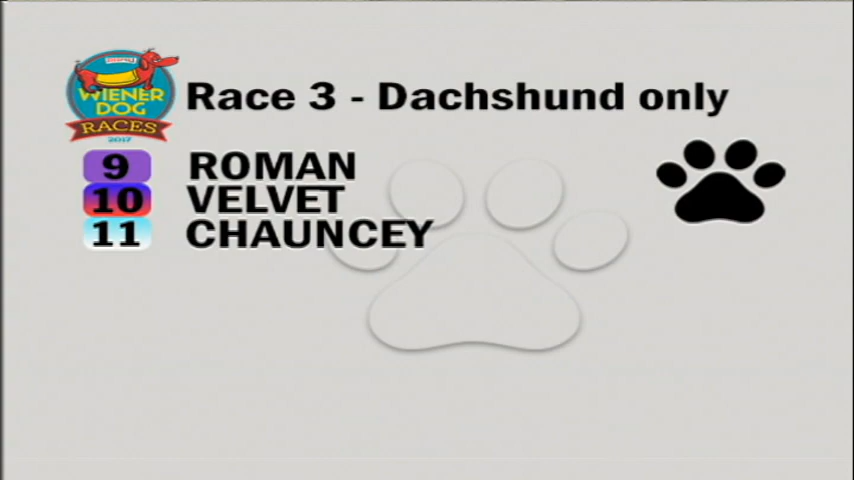 WIENER
DOG
RACES
2017
Race 3 - Dachshund only
9 ROMAN
10 VELVET
11 CHAUNCEY